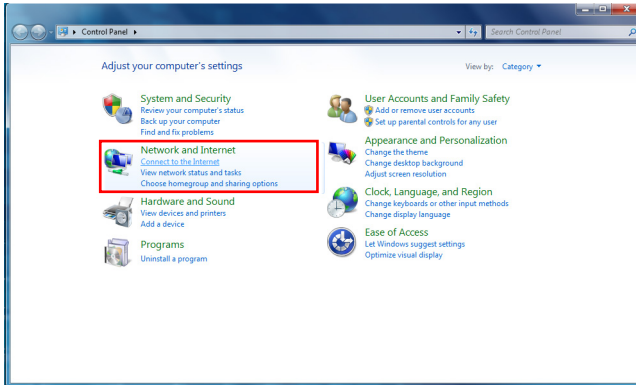 Control Panel
Search Control Panel
Adjust your computer's settings
View by: Category
System and Security
Review your computer's status
Back up your computer
Find and fix problems
Network and Internet
Connect to the Internet
View network status and tasks
Choose homegroup and sharing options
Hardware and Sound
View devices and printers
Add a device
Programs
Uninstall a program
User Accounts and Family Safety
Add or remove user accounts
Set up parental controls for any user
Appearance and Personalization
Change the theme
Change desktop background
Adjust screen resolution
Clock, Language, and Region
Change keyboards or other input methods
Change display language
Ease of Access
Let Windows suggest settings
Optimize visual display